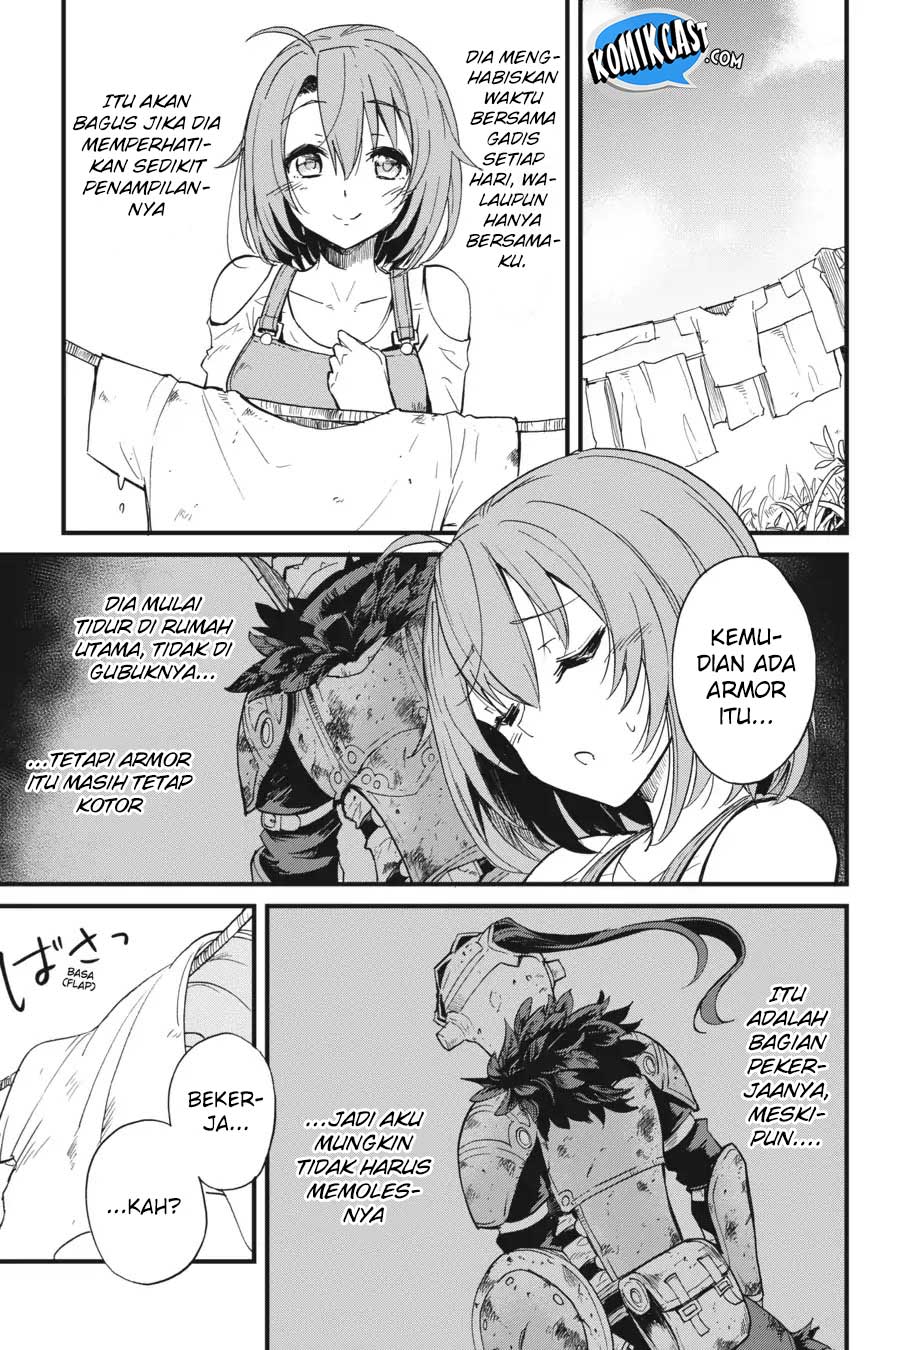 KOMIKCAST
.COM
DIA MENG-
HABISKAN
WAKTU
BERSAMA
GADIS
SETIAP
HARI, WA-
LAUPUN
HANYA
BERSAMA-
KU.
ITU AKAN
BAGUS JIKA DIA
MEMPERHATI-
KAN SEDIKIT
PENAMPILAN-
NYA
KEMU-
DIAN ADA
ARMOR
ITU...
DIA MULAI
TIDUR DI RUMAH
UTAMA, TIDAK DI
GUBUKNYA...
...TETAPI ARMOR
ITU MASIH TETAP
KOTOR
ITU
ADALAH
BAGIAN
PEKER-
JAANYA,
MESKI-
PUN....
...JADI AKU
MUNGKIN
TIDAK HARUS
MEMOLES-
NYA
ばさっ
BASA
(FLAP)
BEKER-
JA...
...KAH?